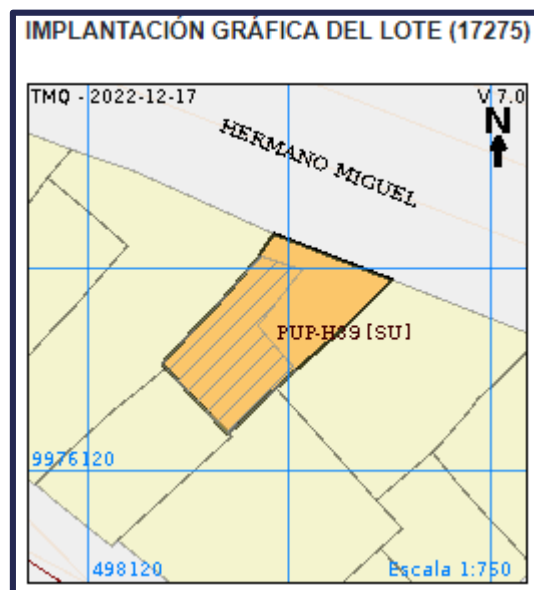 IMPLANTACIÓN GRÁFICA DEL LOTE (17275)
TMQ - 2022-12-17
V 7.0
N
HERMANO MIGUEL
PUP-H39 [SU]
9976120
498120
Escala 1:750